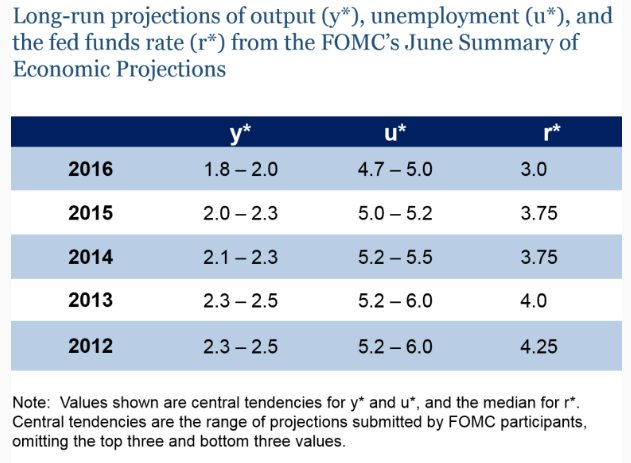 Long-run projections of output (y*), unemployment (u*), and
the fed funds rate (r*) from the FOMC's June Summary of
Economic Projections
y* u* r*
2016 1.8 – 2.0 4.7 – 5.0 3.0
2015 2.0 – 2.3 5.0 – 5.2 3.75
2014 2.1 – 2.3 5.2 – 5.5 3.75
2013 2.3 – 2.5 5.2 – 6.0 4.0
2012 2.3 – 2.5 5.2 – 6.0 4.25
Note: Values shown are central tendencies for y* and u*, and the median for r*.
Central tendencies are the range of projections submitted by FOMC participants,
omitting the top three and bottom three values.